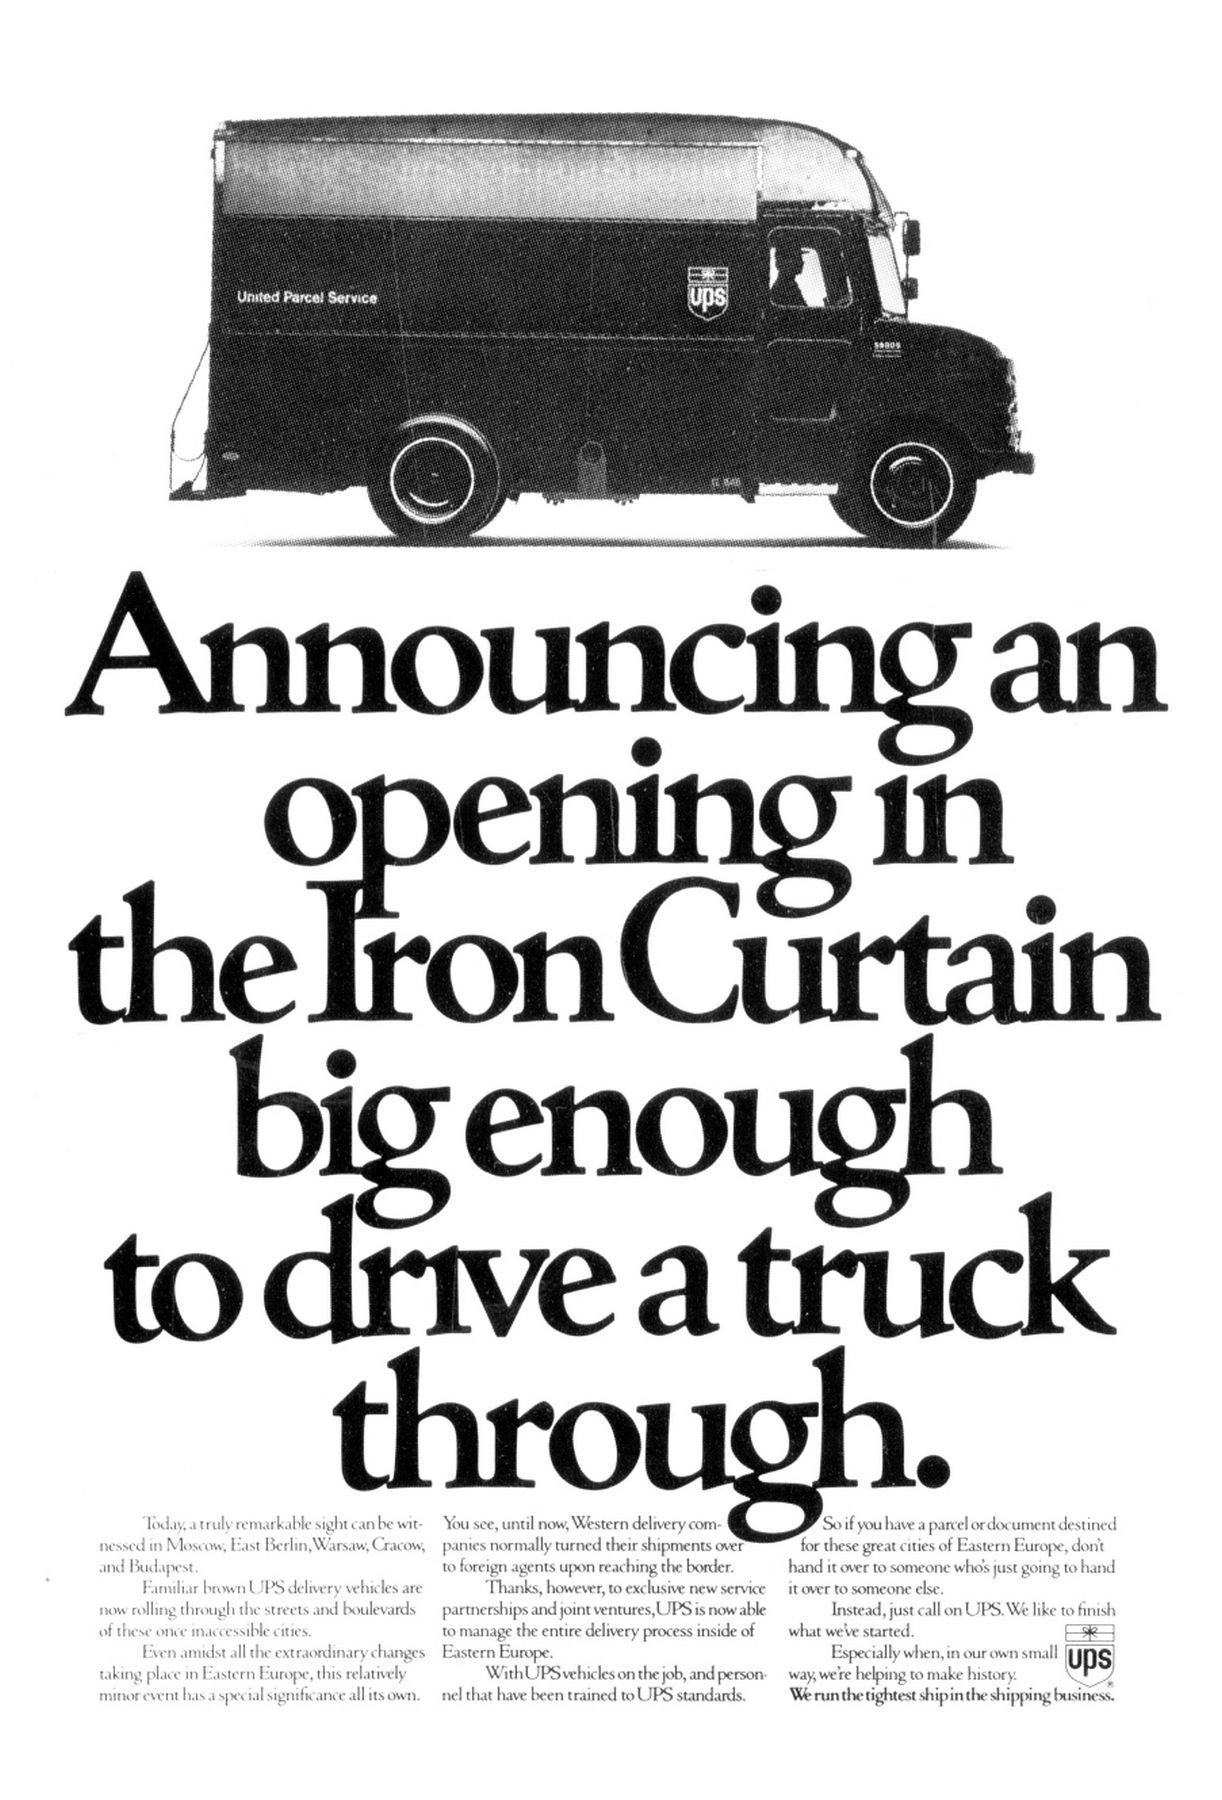 United Parcel Service
ups
Announcing an
opening in
the Iron Curtain
big enough
to drive a truck
through.
Today, a truly remarkable sight can be wit-
nessed in Moscow, East Berlin, Warsaw, Cracow,
and Budapest.
Familiar brown UPS delivery vehicles are
now rolling through the streets and boulevards
of these once inaccessible cities.
Even amidst all the extraordinary changes
taking place in Eastern Europe, this relatively
minor event has a special significance all its own.
You see, until now, Western delivery com-
panies normally turned their shipments over
to foreign agents upon reaching the border.
Thanks, however, to exclusive new service
partnerships and joint ventures, UPS is now able
to manage the entire delivery process inside of
Eastern Europe.
With UPS vehicles on the job, and person-
nel that have been trained to UPS standards.
So if you have a parcel or document destined
for these great cities of Eastern Europe, don't
hand it over to someone who's just going to hand
it over to someone else.
Instead, just call on UPS. We like to finish
what we've started.
Especially when, in our own small
way, we're helping to make history.
We run the tightest ship in the shipping business.
ups
®